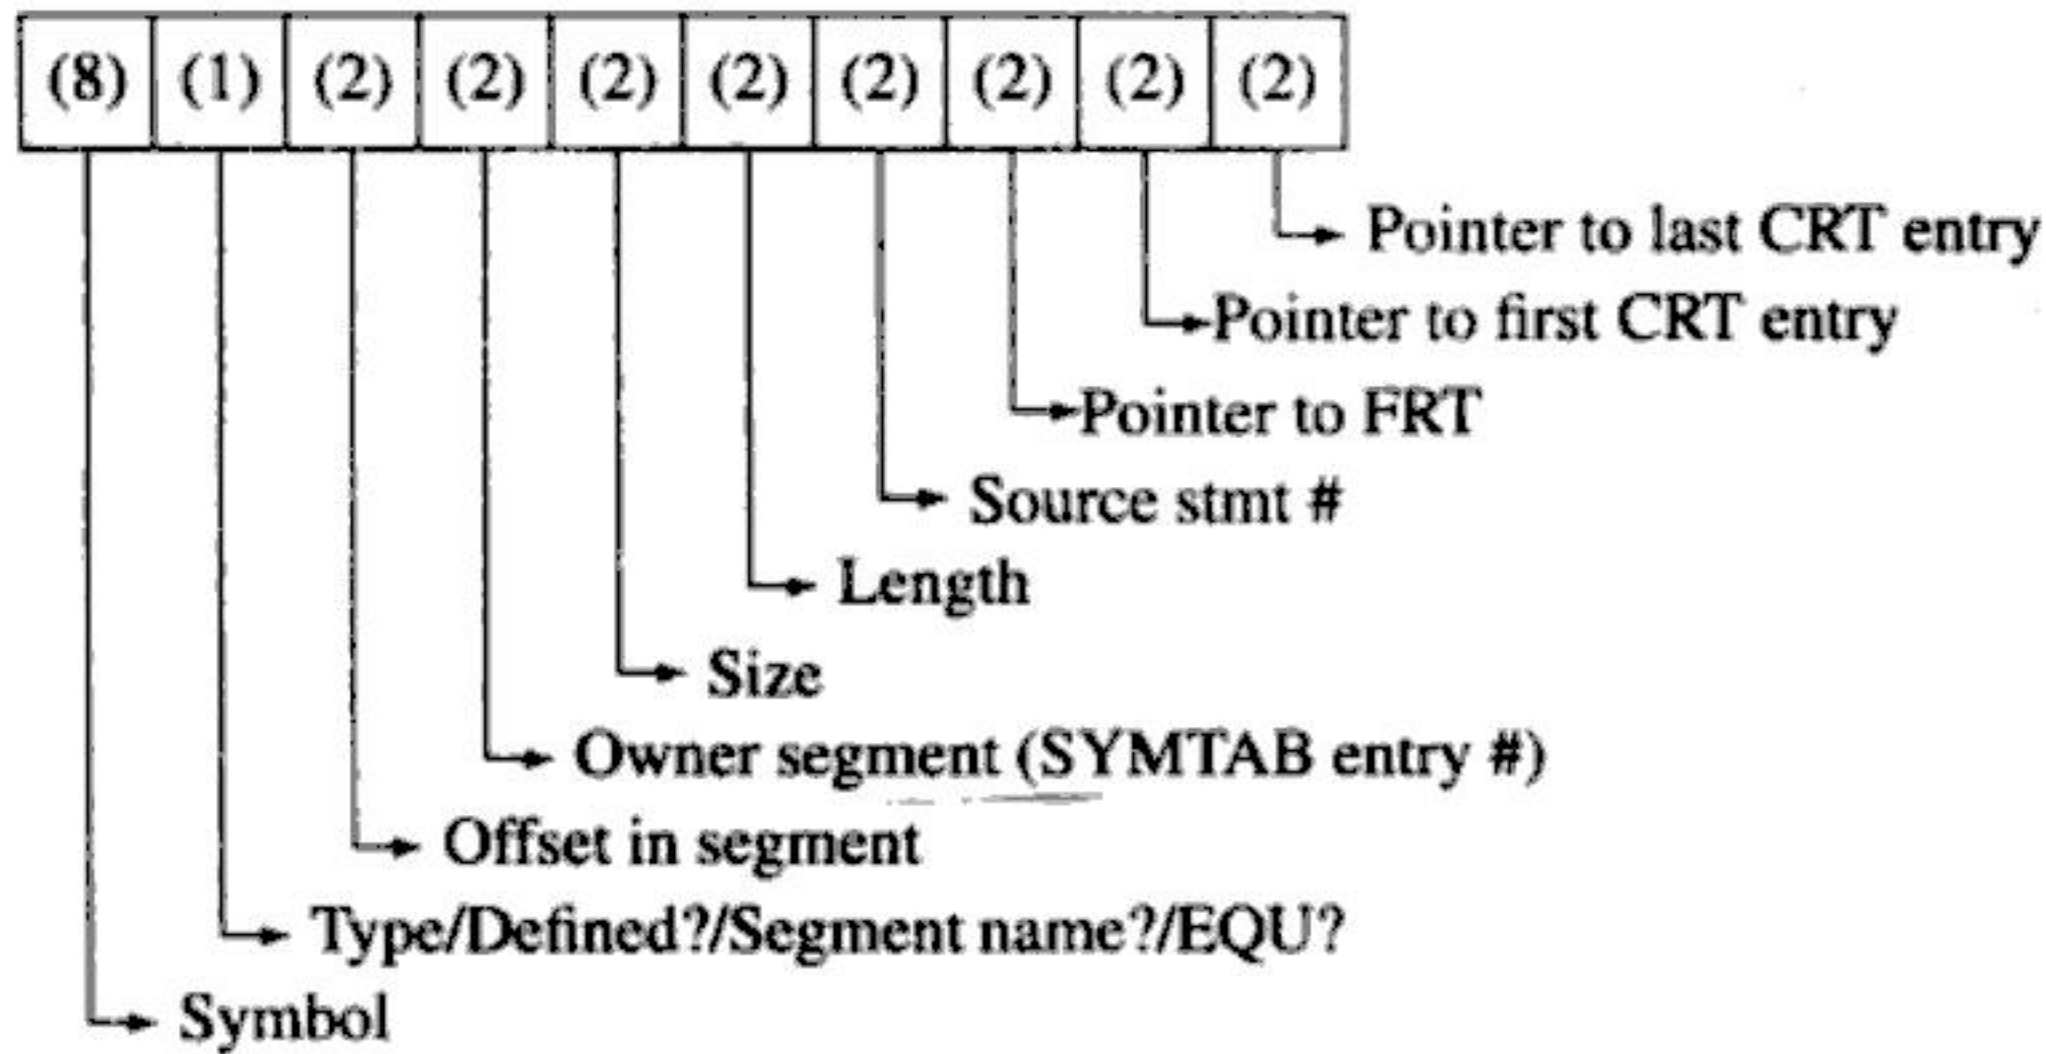 (8) (1) (2) (2) (2) (2) (2) (2) (2) (2)
Pointer to last CRT entry
Pointer to first CRT entry
Pointer to FRT
Source stmt #
Length
Size
Owner segment (SYMTAB entry #)
Offset in segment
Type/Defined?/Segment name?/EQU?
Symbol